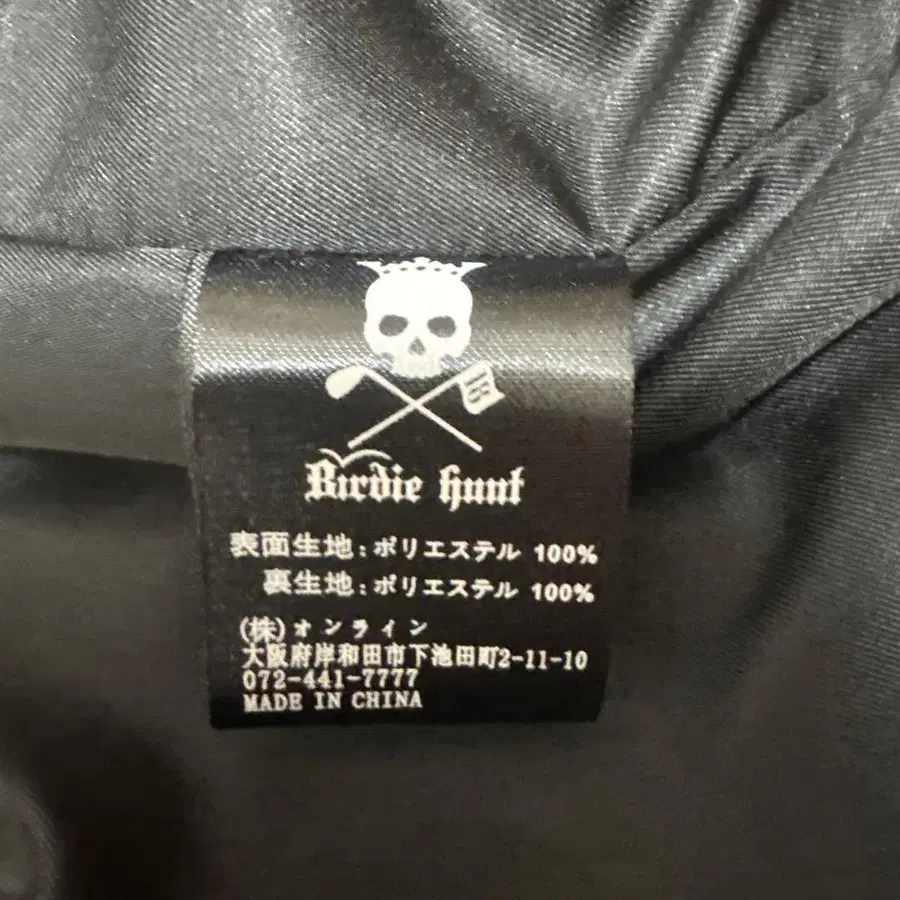 18
Birdie hunt
表面生地：ポリエステル 100%
裏生地：ポリエステル 100%
(株)オンライン
大阪府岸和田市下池田町2-11-10
072-441-7777
MADE IN CHINA